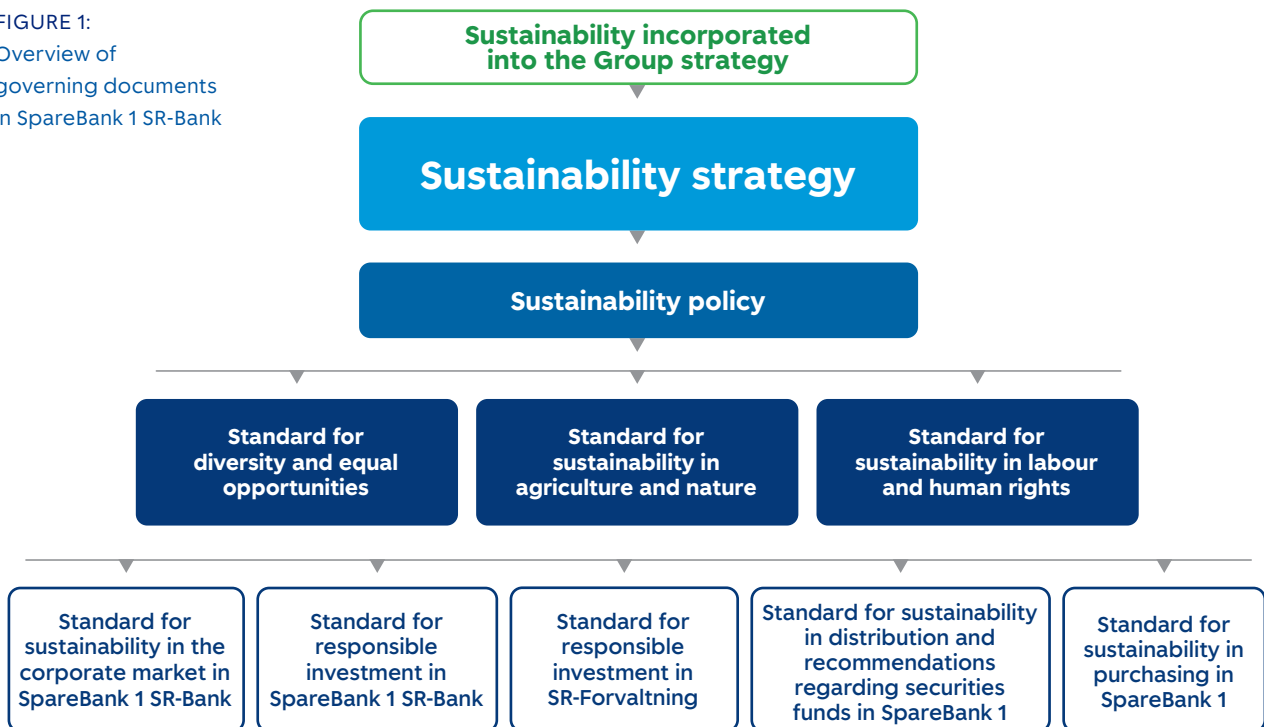 FIGURE 1:
Overview of
governing documents
in SpareBank 1 SR-Bank
Sustainability incorporated
into the Group strategy
Sustainability strategy
Sustainability policy
Standard for
diversity and equal
opportunities
Standard for
sustainability in
agriculture and nature
Standard for
sustainability in labour
and human rights
Standard for
sustainability in the
corporate market in
SpareBank 1 SR-Bank
Standard for
responsible
investment in
SpareBank 1 SR-Bank
Standard for
responsible
investment in
SR-Forvaltning
Standard for sustainability
in distribution and
recommendations
regarding securities
funds in SpareBank 1
Standard for
sustainability in
purchasing in
SpareBank 1